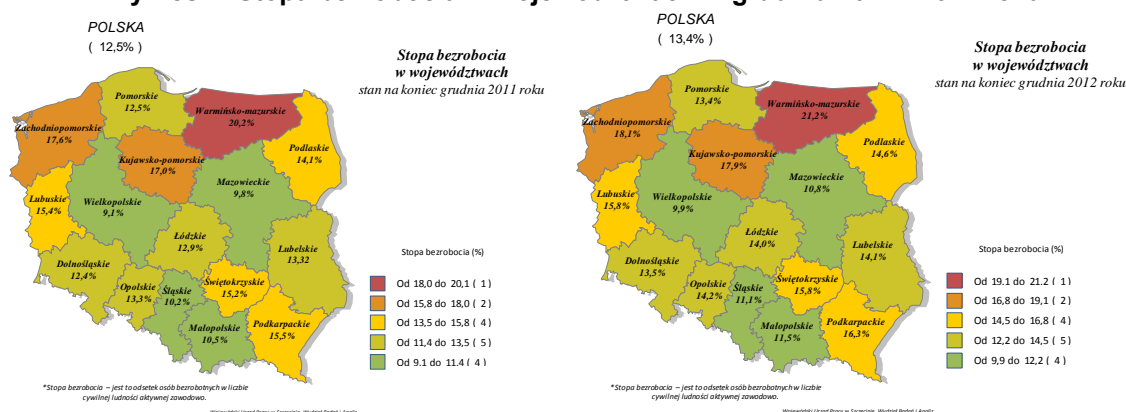 POLSKA
( 12,5%)
Stopa bezrobocia
w województwach
stan na koniec grudnia 2011 roku
Pomorskie
12,5%
Warmińsko-mazurskie
20,2%
Zachodniopomorskie
17,6%
Podlaskie
14,1%
Kujawsko-pomorskie
17,0%
Mazowieckie
9,8%
Lubuskie
15,4%
Wielkopolskie
9,1%
Łódzkie
12,9%
Lubelskie
13,32
Dolnośląskie
12,4%
Opolskie
13,3%
Śląskie
10,2%
Świętokrzyskie
15,2%
Małopolskie
10,5%
Podkarpackie
15,5%
Stopa bezrobocia (%)
Od 18,0 do 20,1 ( 1)
Od 15,8 do 18,0 ( 2)
Od 13,5 do 15,8 ( 4)
Od 11,4 do 13,5 ( 5)
Od 9.1 do 11.4 ( 4)
*Stopa bezrobocia – jest to odsetek osób bezrobotnych w liczbie
cywilnej ludności aktywnej zawodowo.
POLSKA
( 13,4%)
Stopa bezrobocia
w województwach
stan na koniec grudnia 2012 roku
Pomorskie
13,4%
Warmińsko-mazurskie
21,2%
Zachodniopomorskie
18,1%
Podlaskie
14,6%
Kujawsko-pomorskie
17,9%
Mazowieckie
10,8%
Lubuskie
15,8%
Wielkopolskie
9,9%
Łódzkie
14,0%
Lubelskie
14,1%
Dolnośląskie
13,5%
Opolskie
14,2%
Śląskie
11,1%
Świętokrzyskie
15,8%
Małopolskie
11,5%
Podkarpackie
16,3%
Stopa bezrobocia (%)
Od 19.1 do 21.2 ( 1)
Od 16,8 do 19,1 ( 2)
Od 14,5 do 16,8 ( 4)
Od 12,2 do 14,5 ( 5)
Od 9,9 do 12,2 ( 4)
*Stopa bezrobocia – jest to odsetek osób bezrobotnych w liczbie
cywilnej ludności aktywnej zawodowo.